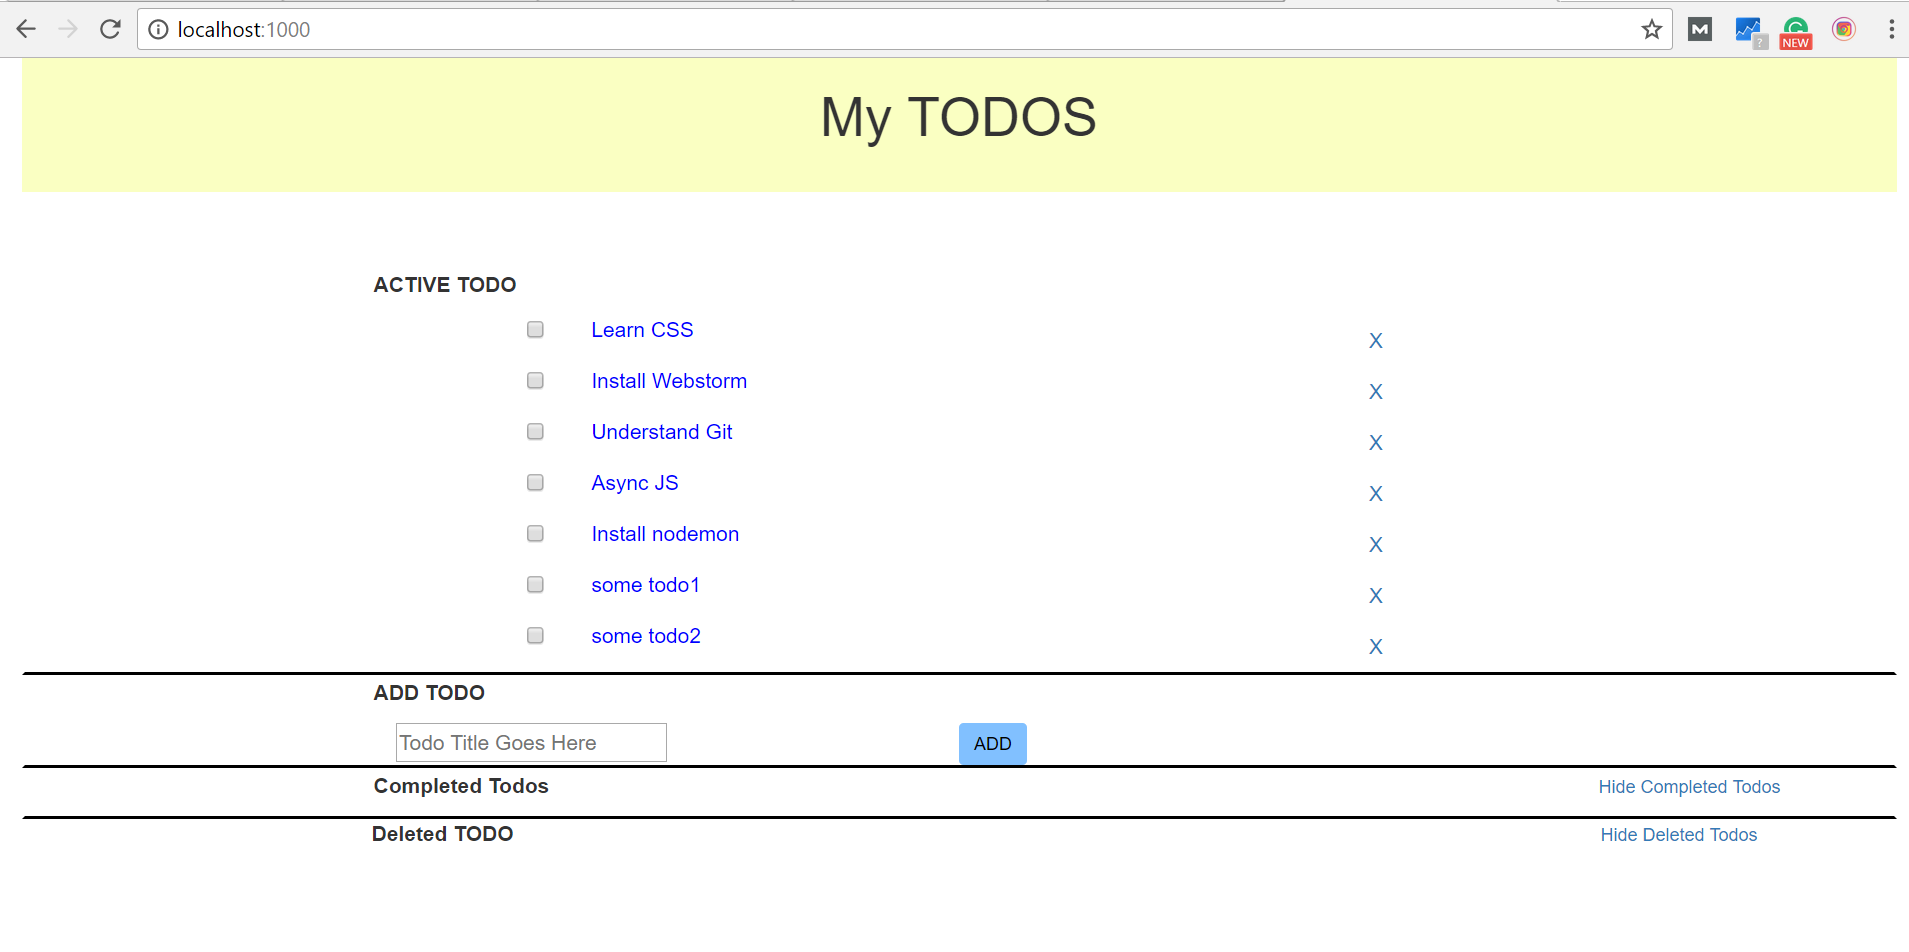 localhost:1000
NEW
My TODOS
ACTIVE TODO
Learn CSS X
Install Webstorm X
Understand Git X
Async JS X
Install nodemon X
some todo1 X
some todo2 X
ADD TODO
Todo Title Goes Here ADD
Completed Todos Hide Completed Todos
Deleted TODO Hide Deleted Todos